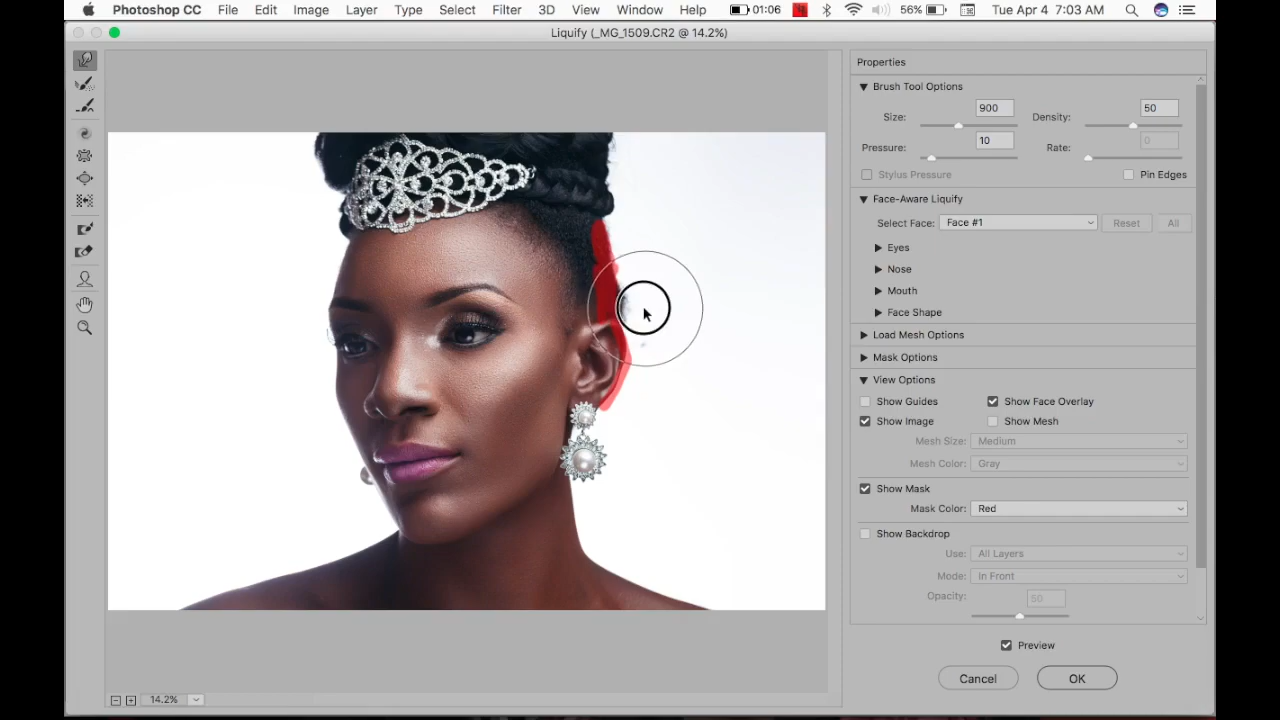 Photoshop CC File Edit Image Layer Type Select Filter 3D View Window Help 01:06 56% Tue Apr 4 7:03 AM
Liquify (_MG_1509.CR2 @ 14.2%)
Properties
Brush Tool Options
Size: 900 Density: 50
Pressure: 10 Rate: 0
Stylus Pressure Pin Edges
Face-Aware Liquify
Select Face: Face #1 Reset All
Eyes
Nose
Mouth
Face Shape
Load Mesh Options
Mask Options
View Options
Show Guides Show Face Overlay
Show Image Show Mesh
Mesh Size: Medium
Mesh Color: Gray
Show Mask
Mask Color: Red
Show Backdrop
Use: All Layers
Mode: In Front
Opacity: 50
Preview
Cancel OK
14.2%